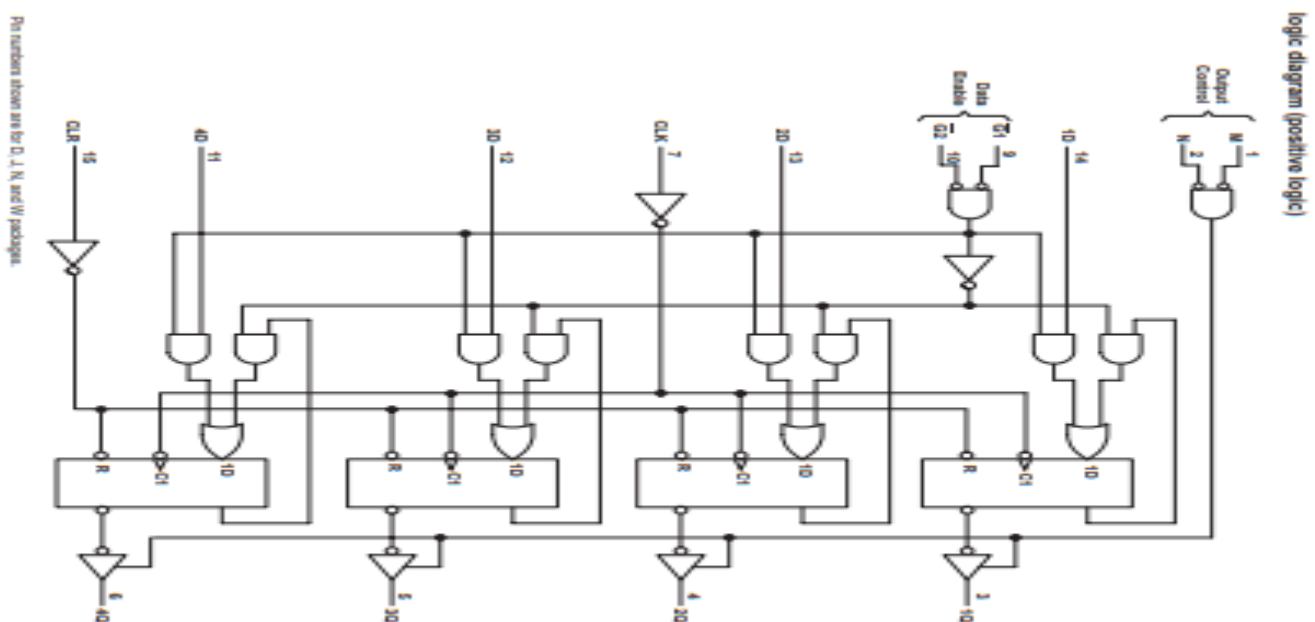 logic diagram (positive logic)
Output
Control
M 1
N 2
Data
Enable
G1 9
G2 10
1D 14
2D 13
CLK 7
3D 12
4D 11
CLR 15
1D
C1
R
3 1Q
1D
C1
R
4 2Q
1D
C1
R
5 3Q
1D
C1
R
6 4Q
Pin numbers shown are for D, J, N, and W packages.